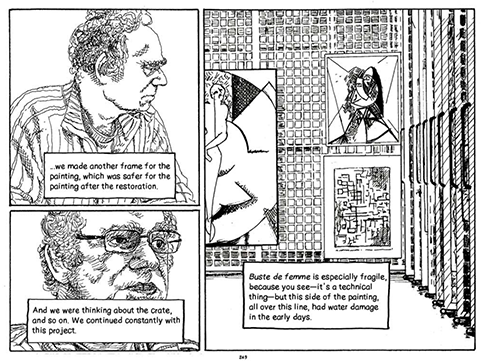 ...we made another frame for the
painting, which was safer for the
painting after the restoration.
And we were thinking about the crate,
and so on. We continued constantly with
this project.
Buste de femme is especially fragile,
because you see—it's a technical
thing—but this side of the painting,
all over this line, had water damage
in the early days.
249